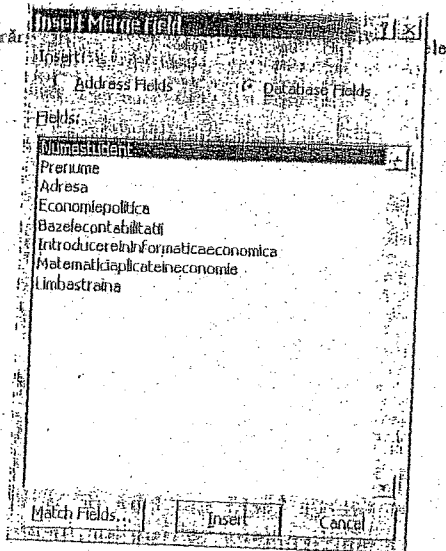 Insert Merge Field
Insert:
Address Fields Database Fields
Fields:
Numestudent
Prenume
Adresa
Economiepolitica
Bazelecontabilitatii
IntroducereInInformaticaeconomica
Matematiciaplicateineconomie
Limbastraina
Match Fields... Insert Cancel